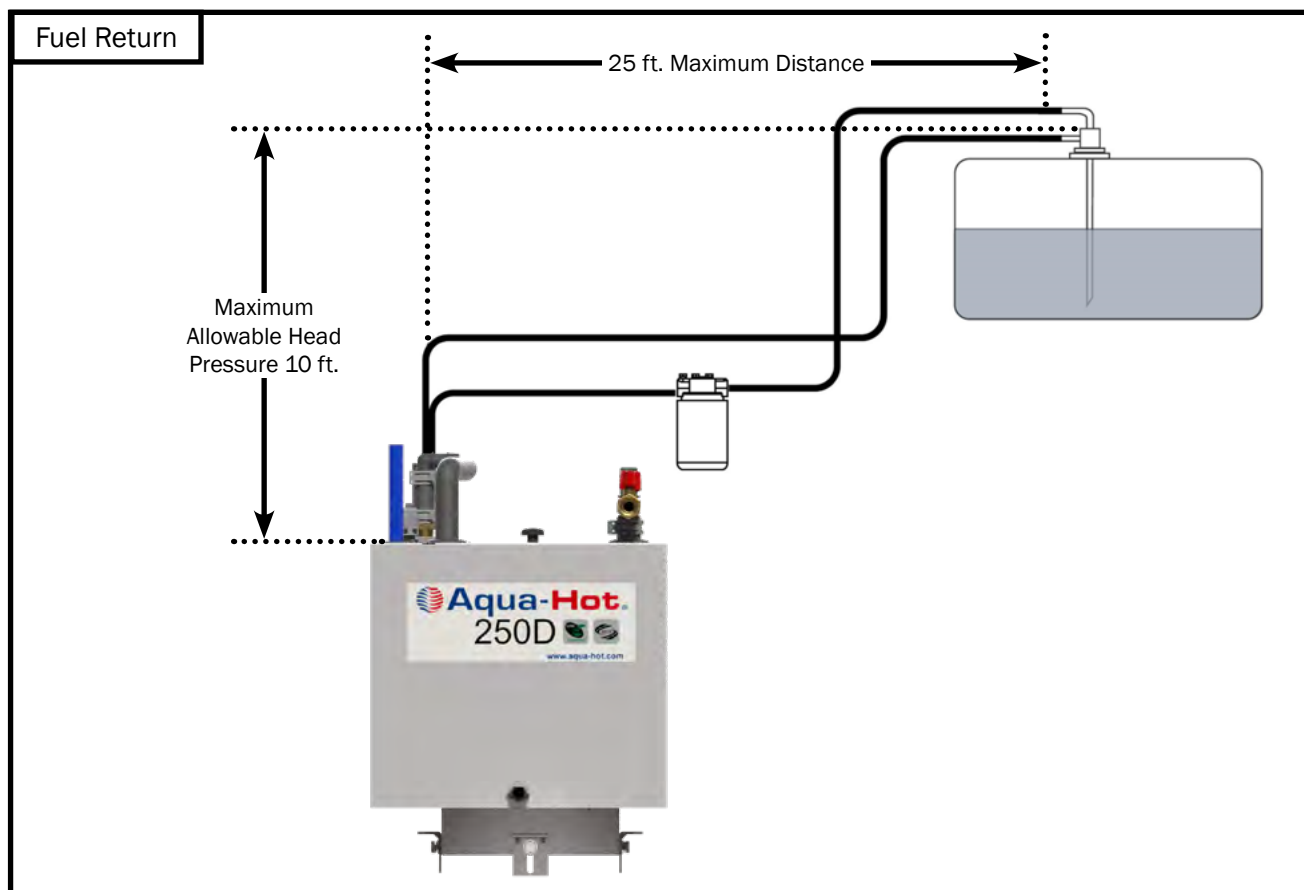 Fuel Return
25 ft. Maximum Distance
Maximum
Allowable Head
Pressure 10 ft.
Aqua-Hot®
250D
www.aqua-hot.com